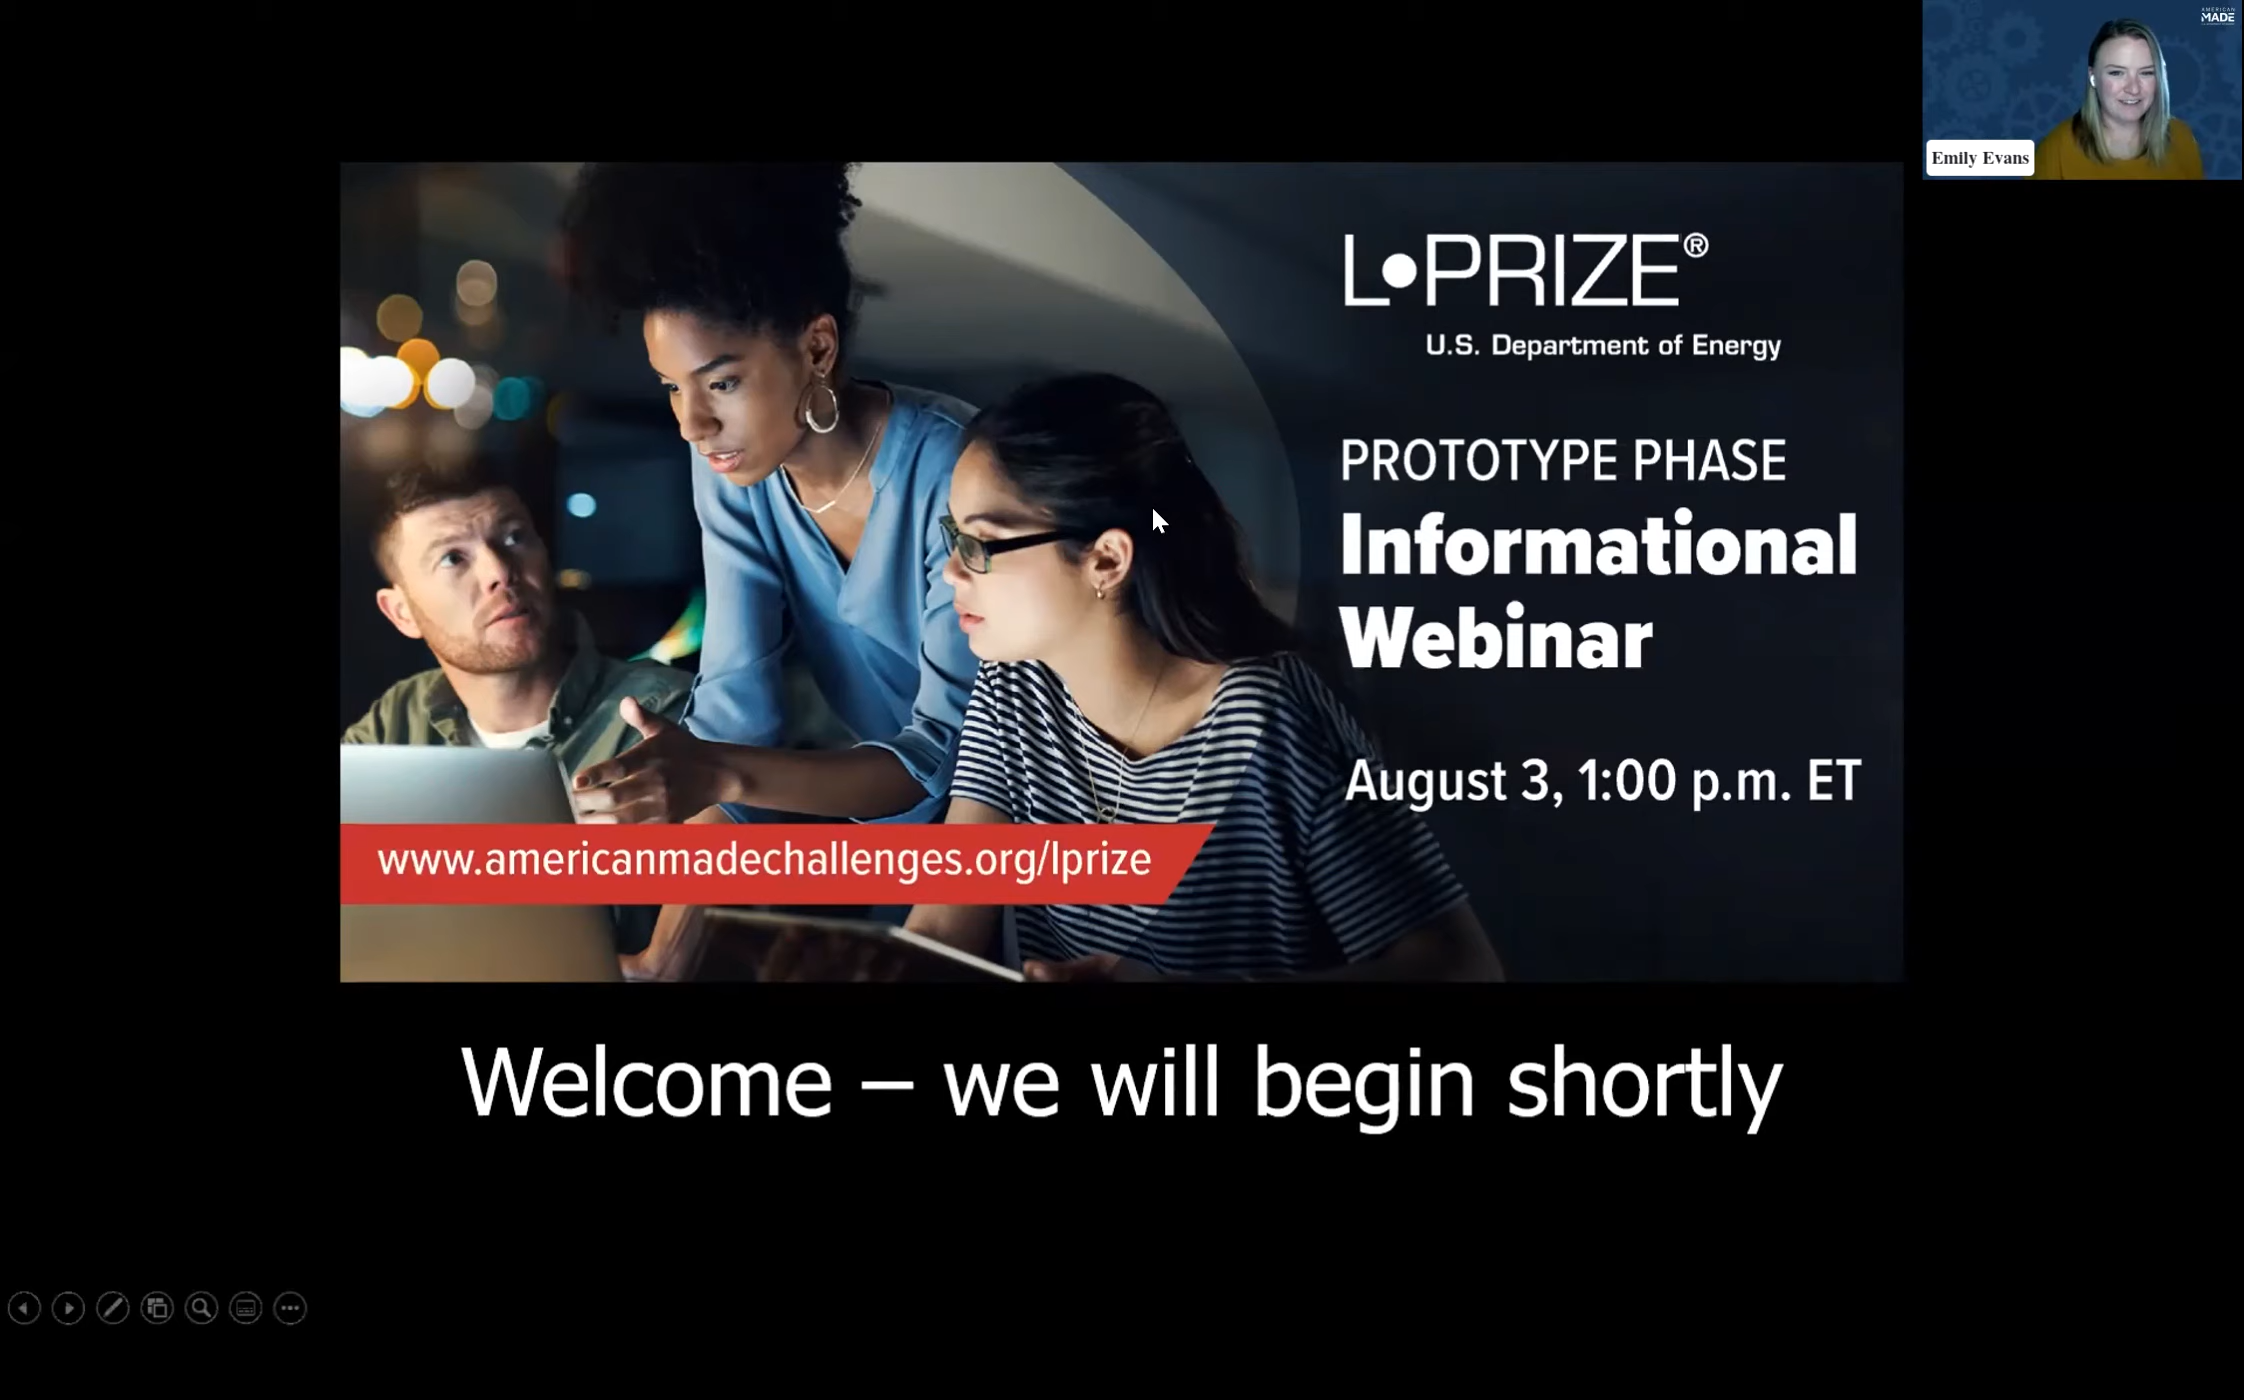 AMERICAN
MADE
Emily Evans
L•PRIZE®
U.S. Department of Energy
PROTOTYPE PHASE
Informational
Webinar
August 3, 1:00 p.m. ET
www.americanmadechallenges.org/lprize
Welcome – we will begin shortly